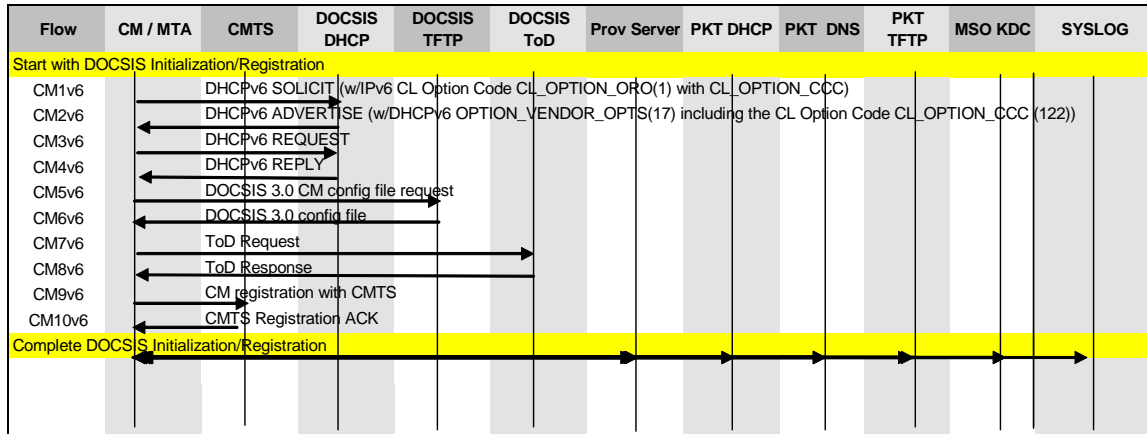 Flow CM / MTA CMTS DOCSIS DHCP DOCSIS TFTP DOCSIS ToD Prov Server PKT DHCP PKT DNS PKT TFTP MSO KDC SYSLOG
Start with DOCSIS Initialization/Registration
CM1v6 DHCPv6 SOLICIT (w/IPv6 CL Option Code CL_OPTION_ORO(1) with CL_OPTION_CCC)
CM2v6 DHCPv6 ADVERTISE (w/DHCPv6 OPTION_VENDOR_OPTS(17) including the CL Option Code CL_OPTION_CCC (122))
CM3v6 DHCPv6 REQUEST
CM4v6 DHCPv6 REPLY
CM5v6 DOCSIS 3.0 CM config file request
CM6v6 DOCSIS 3.0 config file
CM7v6 ToD Request
CM8v6 ToD Response
CM9v6 CM registration with CMTS
CM10v6 CMTS Registration ACK
Complete DOCSIS Initialization/Registration